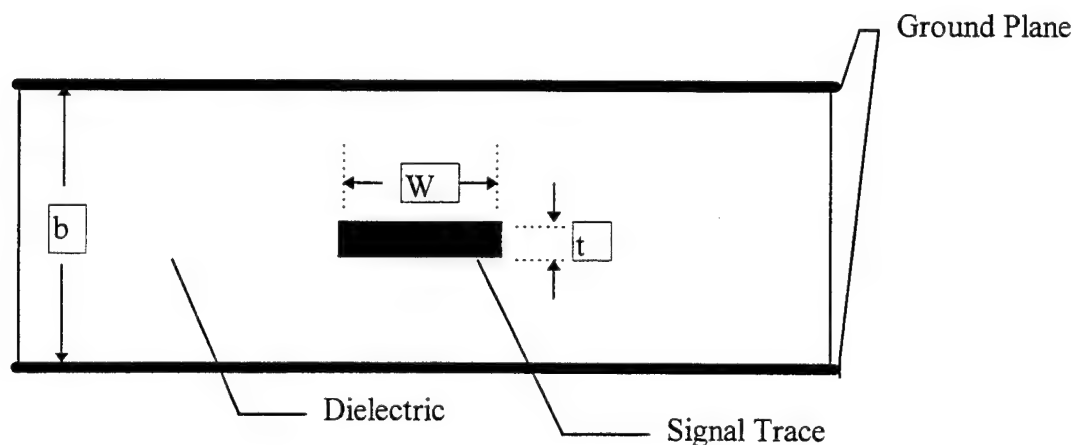 Ground Plane
W
b
t
Dielectric
Signal Trace